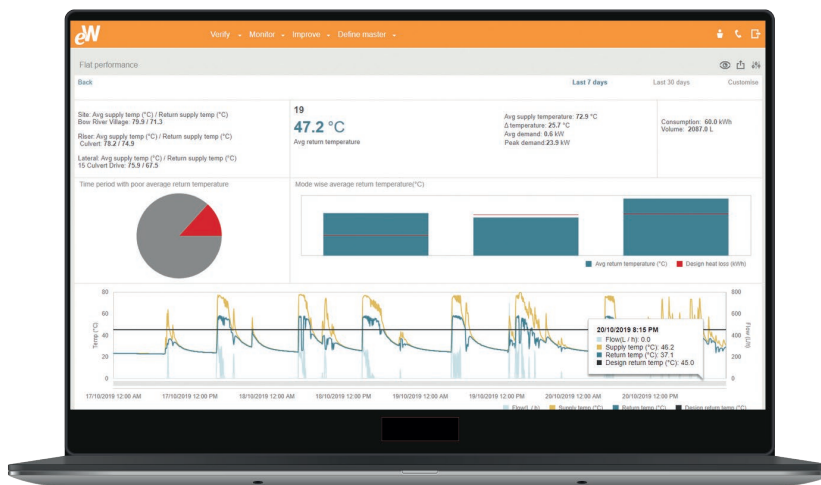 eW
Verify Monitor Improve Define master
Flat performance
Back
Last 7 days Last 30 days Customise
Site: Avg supply temp (°C) / Return supply temp (°C)
Bow River Village: 79.9 / 71.3
Riser: Avg supply temp (°C) / Return supply temp (°C)
Culvert: 78.2 / 74.9
Lateral: Avg supply temp (°C) / Return supply temp (°C)
15 Culvert Drive: 75.9 / 67.5
19
47.2 °C
Avg return temperature
Avg supply temperature: 72.9 °C
Δ temperature: 25.7 °C
Avg demand: 0.6 kW
Peak demand:23.9 kW
Consumption: 60.0 kWh
Volume: 2087.0 L
Time period with poor average return temperature
Mode wise average return temperature(°C)
Avg return temperature (°C) Design heat loss (kWh)
80
60
40
20
0
Temp (°C)
800
600
400
200
0
Flow (L/h)
20/10/2019 8:15 PM
Flow(L / h): 0.0
Supply temp (°C): 46.2
Return temp (°C): 37.1
Design return temp (°C): 45.0
17/10/2019 12:00 AM 17/10/2019 12:00 PM 18/10/2019 12:00 AM 18/10/2019 12:00 PM 19/10/2019 12:00 AM 19/10/2019 12:00 PM 20/10/2019 12:00 AM 20/10/2019 12:00 PM
Flow(L / h) Supply temp (°C) Return temp (°C) Design return temp (°C)